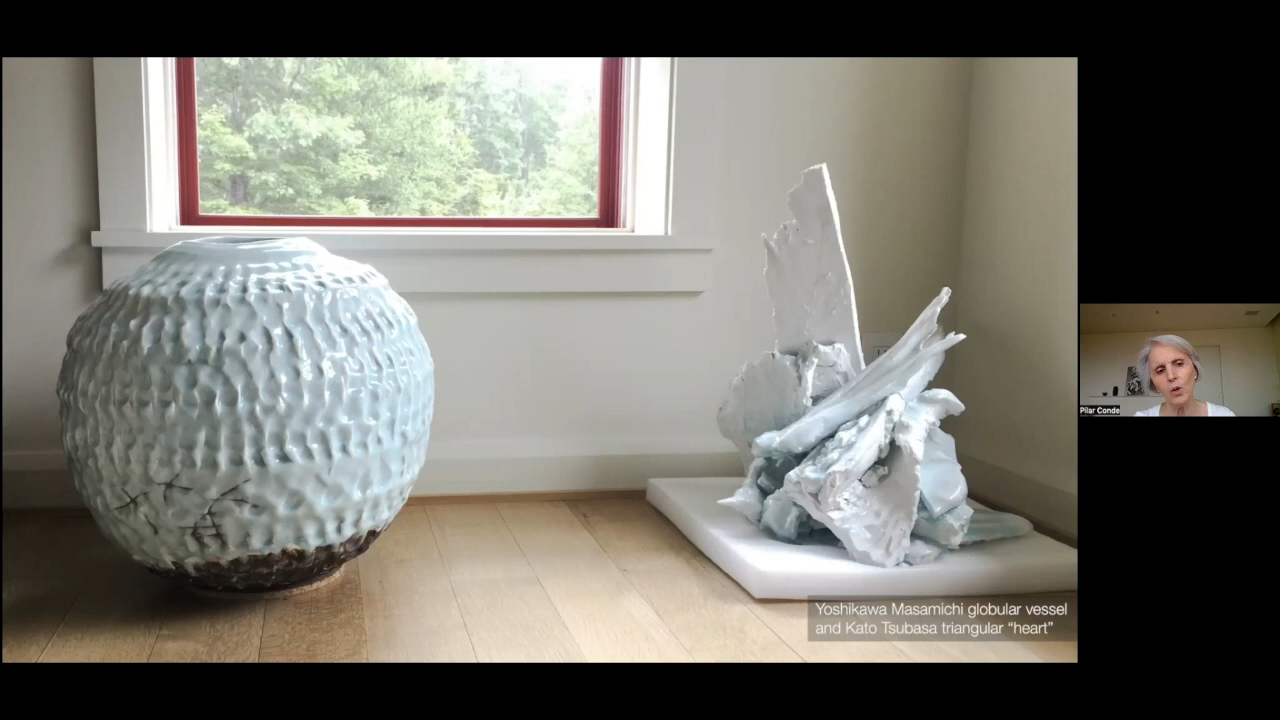 Yoshikawa Masamichi globular vessel
and Kato Tsubasa triangular “heart”
Pilar Conde